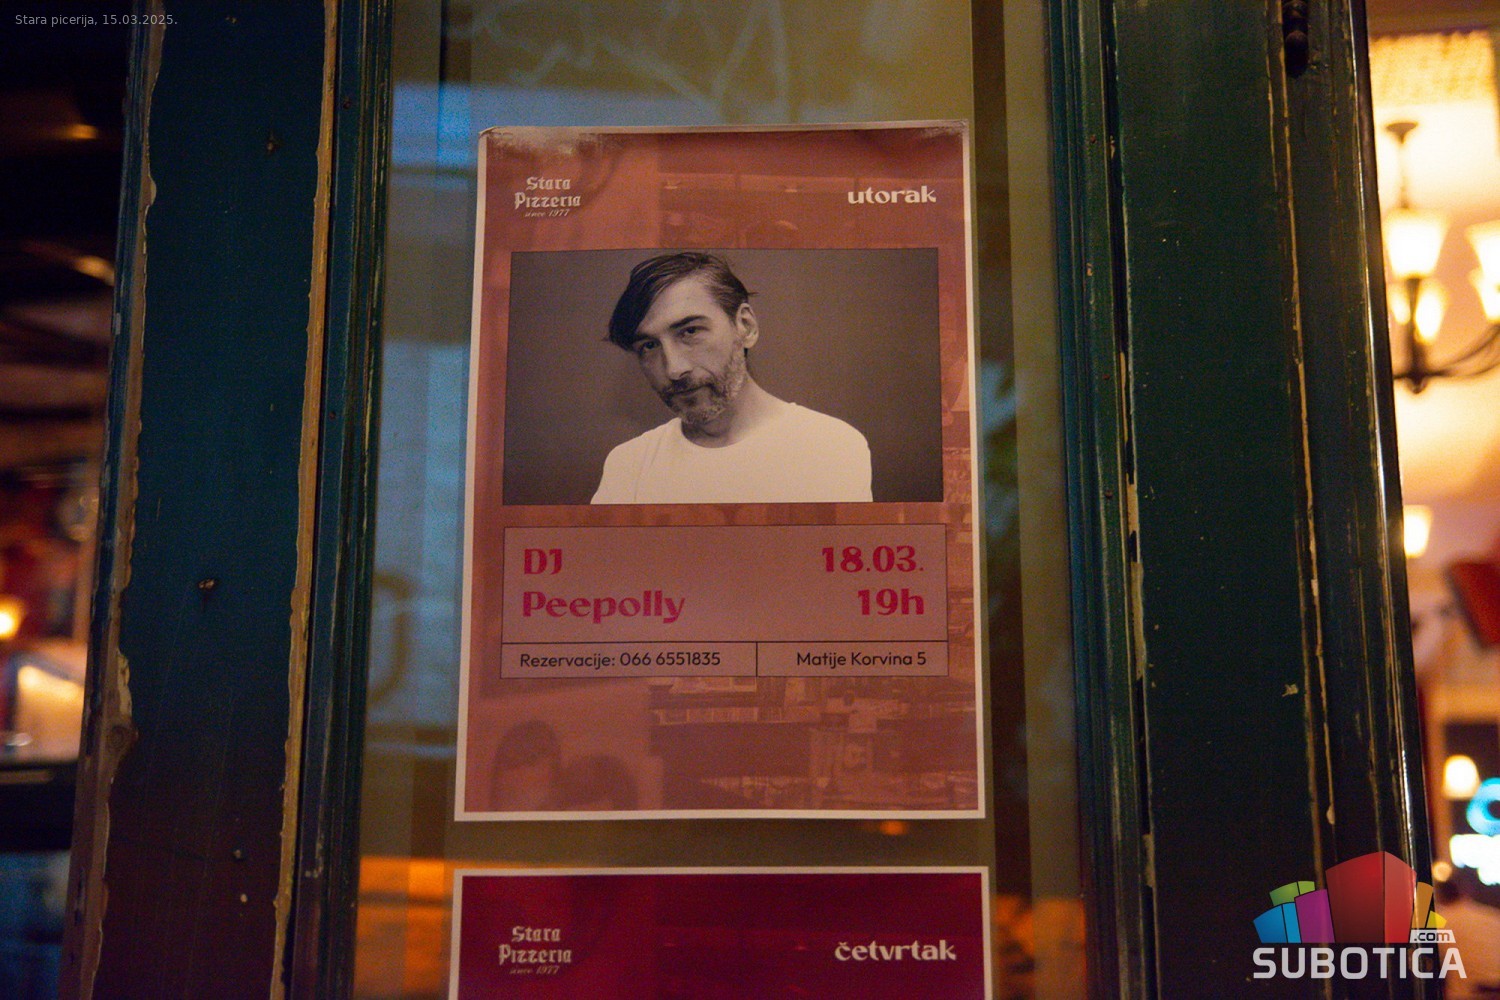 Stara picerija, 15.03.2025.
Stara
Pizzeria
since 1977
utorak
DJ
Peepolly
18.03.
19h
Rezervacije: 066 6551835
Matije Korvina 5
Stara
Pizzeria
since 1977
četvrtak
.com
SUBOTICA